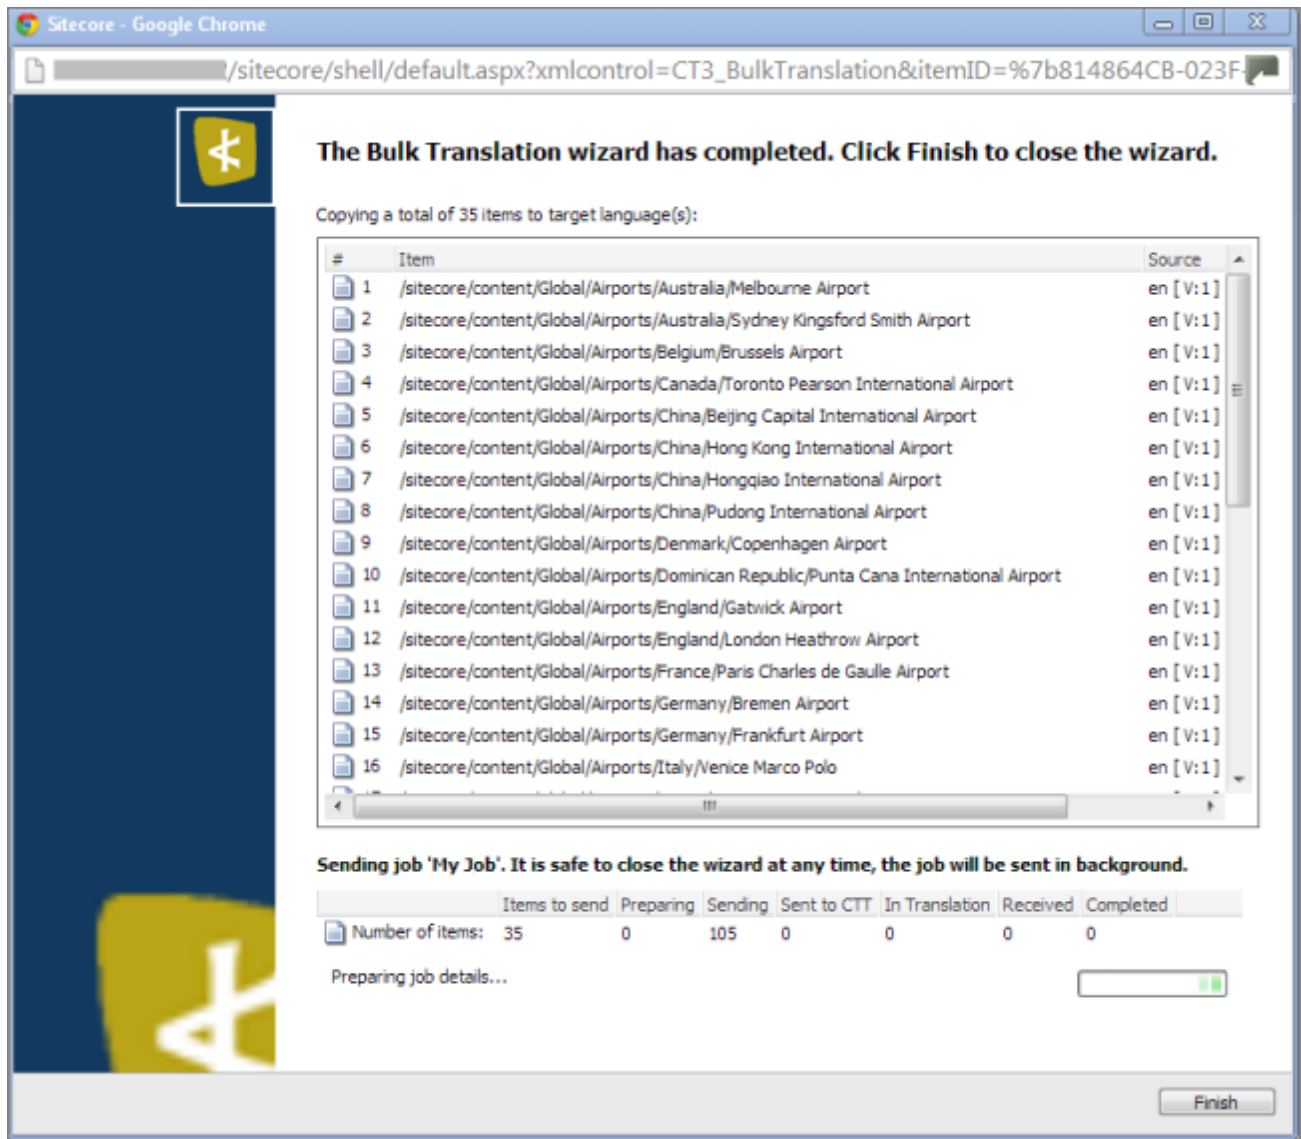 Sitecore - Google Chrome
/sitecore/shell/default.aspx?xmlcontrol=CT3_BulkTranslation&itemID=%7b814864CB-023F-
The Bulk Translation wizard has completed. Click Finish to close the wizard.
Copying a total of 35 items to target language(s):
# Item Source
1 /sitecore/content/Global/Airports/Australia/Melbourne Airport en [ V:1 ]
2 /sitecore/content/Global/Airports/Australia/Sydney Kingsford Smith Airport en [ V:1 ]
3 /sitecore/content/Global/Airports/Belgium/Brussels Airport en [ V:1 ]
4 /sitecore/content/Global/Airports/Canada/Toronto Pearson International Airport en [ V:1 ]
5 /sitecore/content/Global/Airports/China/Beijing Capital International Airport en [ V:1 ]
6 /sitecore/content/Global/Airports/China/Hong Kong International Airport en [ V:1 ]
7 /sitecore/content/Global/Airports/China/Hongqiao International Airport en [ V:1 ]
8 /sitecore/content/Global/Airports/China/Pudong International Airport en [ V:1 ]
9 /sitecore/content/Global/Airports/Denmark/Copenhagen Airport en [ V:1 ]
10 /sitecore/content/Global/Airports/Dominican Republic/Punta Cana International Airport en [ V:1 ]
11 /sitecore/content/Global/Airports/England/Gatwick Airport en [ V:1 ]
12 /sitecore/content/Global/Airports/England/London Heathrow Airport en [ V:1 ]
13 /sitecore/content/Global/Airports/France/Paris Charles de Gaulle Airport en [ V:1 ]
14 /sitecore/content/Global/Airports/Germany/Bremen Airport en [ V:1 ]
15 /sitecore/content/Global/Airports/Germany/Frankfurt Airport en [ V:1 ]
16 /sitecore/content/Global/Airports/Italy/Venice Marco Polo en [ V:1 ]
Sending job 'My Job'. It is safe to close the wizard at any time, the job will be sent in background.
Items to send Preparing Sending Sent to CTT In Translation Received Completed
Number of items: 35 0 105 0 0 0 0
Preparing job details...
Finish